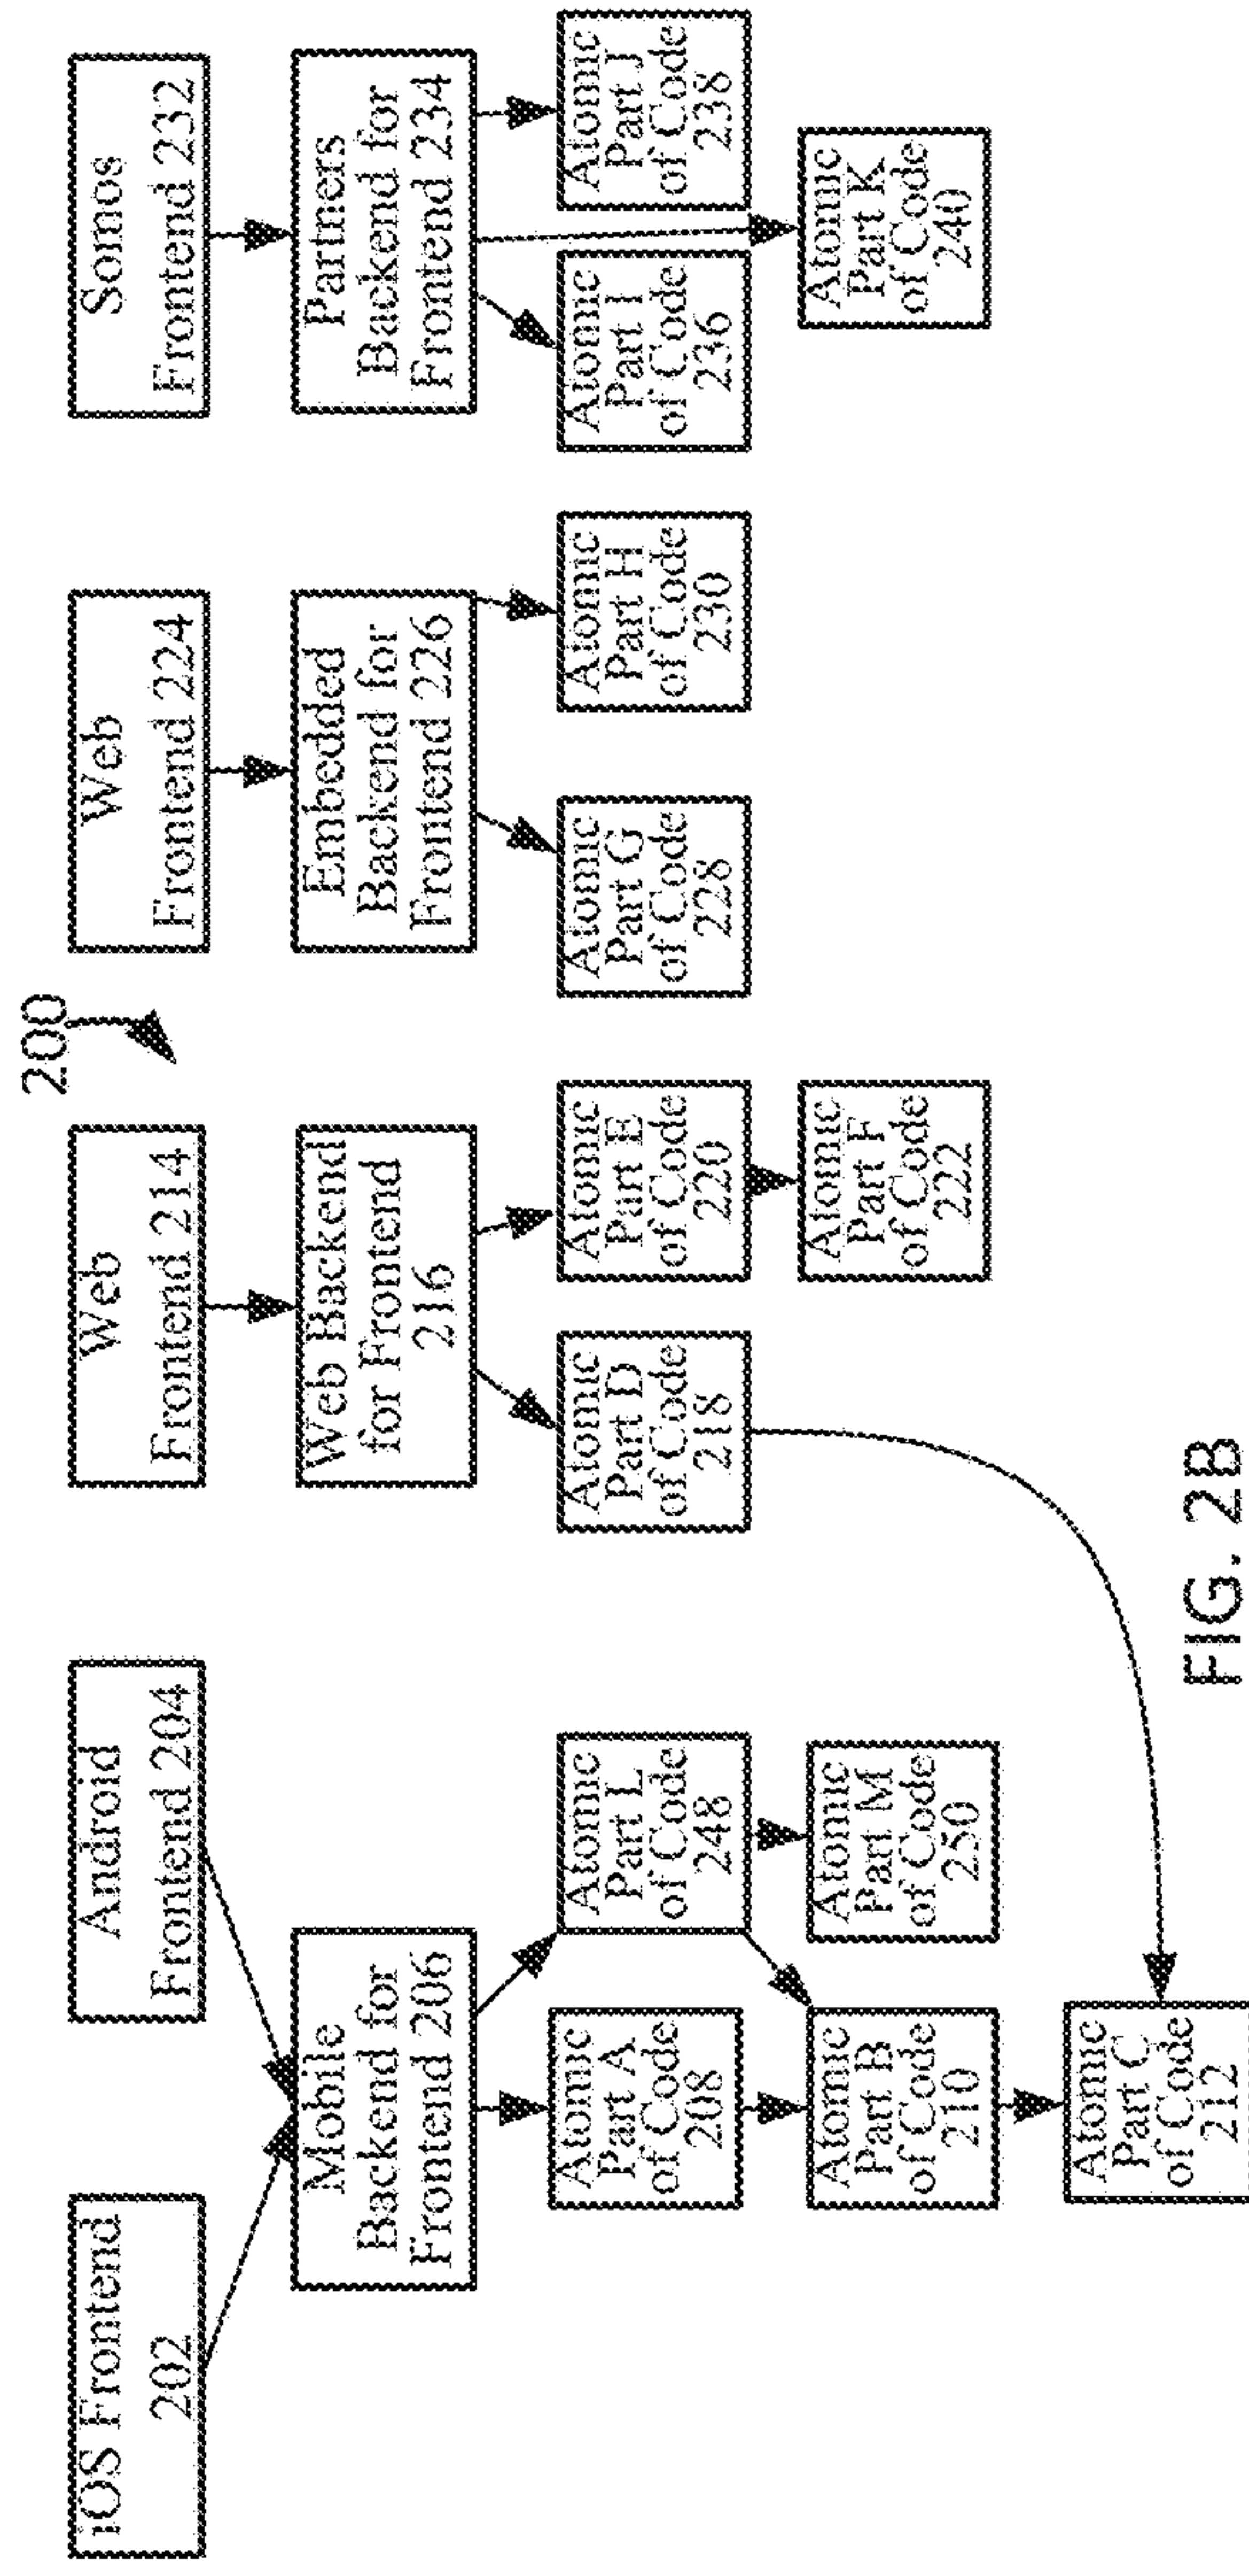 200
iOS Frontend
202
Android
Frontend 204
Web
Frontend 214
Web
Frontend 224
Somos
Frontend 232
Mobile
Backend for
Frontend 206
Web Backend
for Frontend
216
Embedded
Backend for
Frontend 226
Partners
Backend for
Frontend 234
Atomic
Part A
of Code
208
Atomic
Part L
of Code
248
Atomic
Part D
of Code
218
Atomic
Part E
of Code
220
Atomic
Part G
of Code
228
Atomic
Part H
of Code
230
Atomic
Part I
of Code
236
Atomic
Part J
of Code
238
Atomic
Part B
of Code
210
Atomic
Part M
of Code
250
Atomic
Part F
of Code
222
Atomic
Part K
of Code
240
Atomic
Part C
of Code
212
FIG. 2B